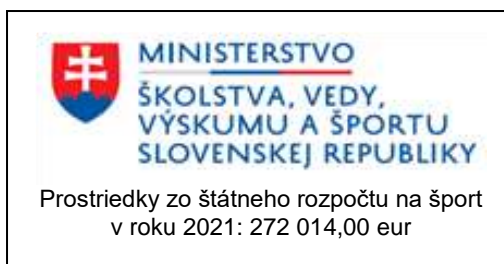 MINISTERSTVO
ŠKOLSTVA, VEDY,
VÝSKUMU A ŠPORTU
SLOVENSKEJ REPUBLIKY
Prostriedky zo štátneho rozpočtu na šport
v roku 2021: 272 014,00 eur